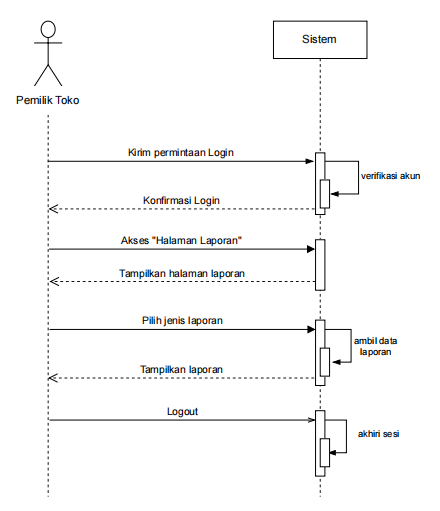 Sistem
Pemilik Toko
Kirim permintaan Login
verifikasi akun
Konfirmasi Login
Akses "Halaman Laporan"
Tampilkan halaman laporan
Pilih jenis laporan
ambil data
laporan
Tampilkan laporan
Logout
akhiri sesi